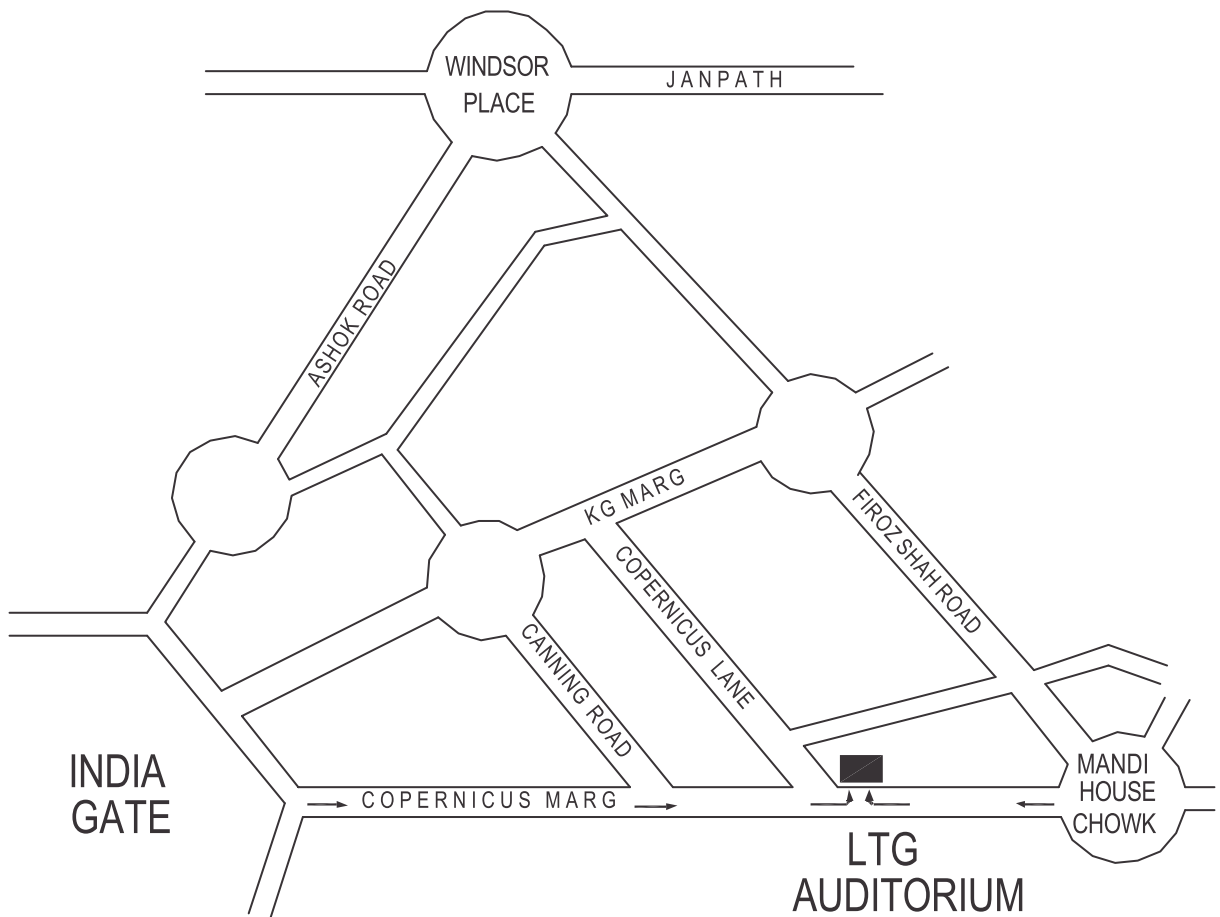 WINDSOR
PLACE
JANPATH
ASHOK ROAD
KG MARG
FIROZ SHAH ROAD
COPERNICUS LANE
CANNING ROAD
INDIA
GATE
COPERNICUS MARG
MANDI
HOUSE
CHOWK
LTG
AUDITORIUM